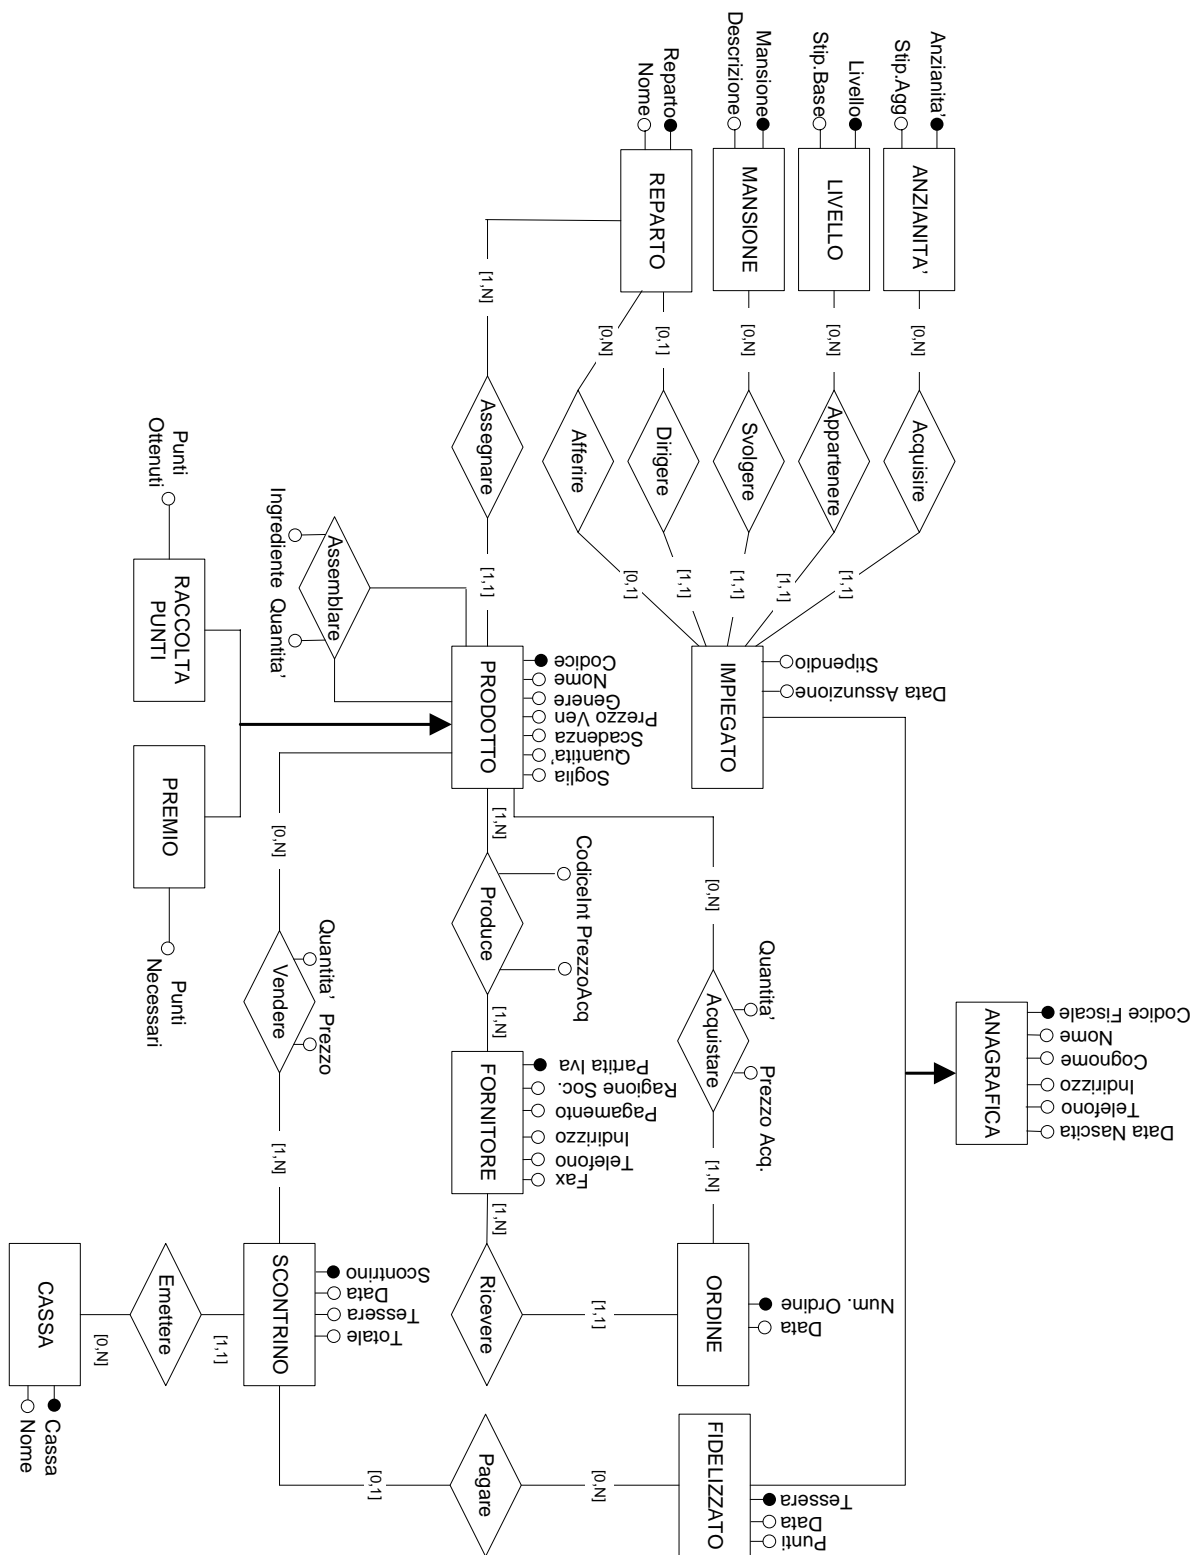 Anzianita'
Stip.Agg
ANZIANITA'
[0,N]
Acquisire
[1,1]
Livello
Stip.Base
LIVELLO
[0,N]
Appartenere
[1,1]
Mansione
Descrizione
MANSIONE
[0,N]
Svolgere
[1,1]
Reparto
Nome
REPARTO
[0,1]
Dirigere
[1,1]
[0,N]
Afferire
[0,1]
[1,N]
Assegnare
[1,1]
IMPIEGATO
Stipendio
Data Assunzione
ANAGRAFICA
Codice Fiscale
Nome
Cognome
Indirizzo
Telefono
Data Nascita
Punti
Ottenuti
RACCOLTA
PUNTI
Assemblare
Ingrediente
Quantita'
PRODOTTO
Codice
Nome
Genere
Prezzo Ven
Scadenza
Quantita'
Soglia
PREMIO
Punti
Necessari
[0,N]
Vendere
Quantita'
Prezzo
[1,N]
[1,N]
Produce
CodiceInt
PrezzoAcq
[1,N]
[0,N]
Acquistare
Quantita'
Prezzo Acq.
[1,N]
FORNITORE
Partita Iva
Ragione Soc.
Pagamento
Indirizzo
Telefono
Fax
[1,N]
Ricevere
[1,1]
ORDINE
Num. Ordine
Data
CASSA
Cassa
Nome
[0,N]
Emettere
[1,1]
SCONTRINO
Scontrino
Data
Tessera
Totale
[0,1]
Pagare
[0,N]
FIDELIZZATO
Tessera
Data
Punti